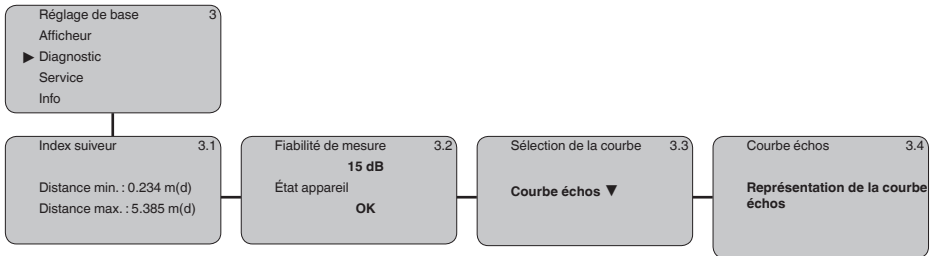 Réglage de base 3
Afficheur
▶ Diagnostic
Service
Info
Index suiveur 3.1
Distance min. : 0.234 m(d)
Distance max. : 5.385 m(d)
Fiabilité de mesure 3.2
15 dB
État appareil
OK
Sélection de la courbe 3.3
Courbe échos ▼
Courbe échos 3.4
Représentation de la courbe
échos